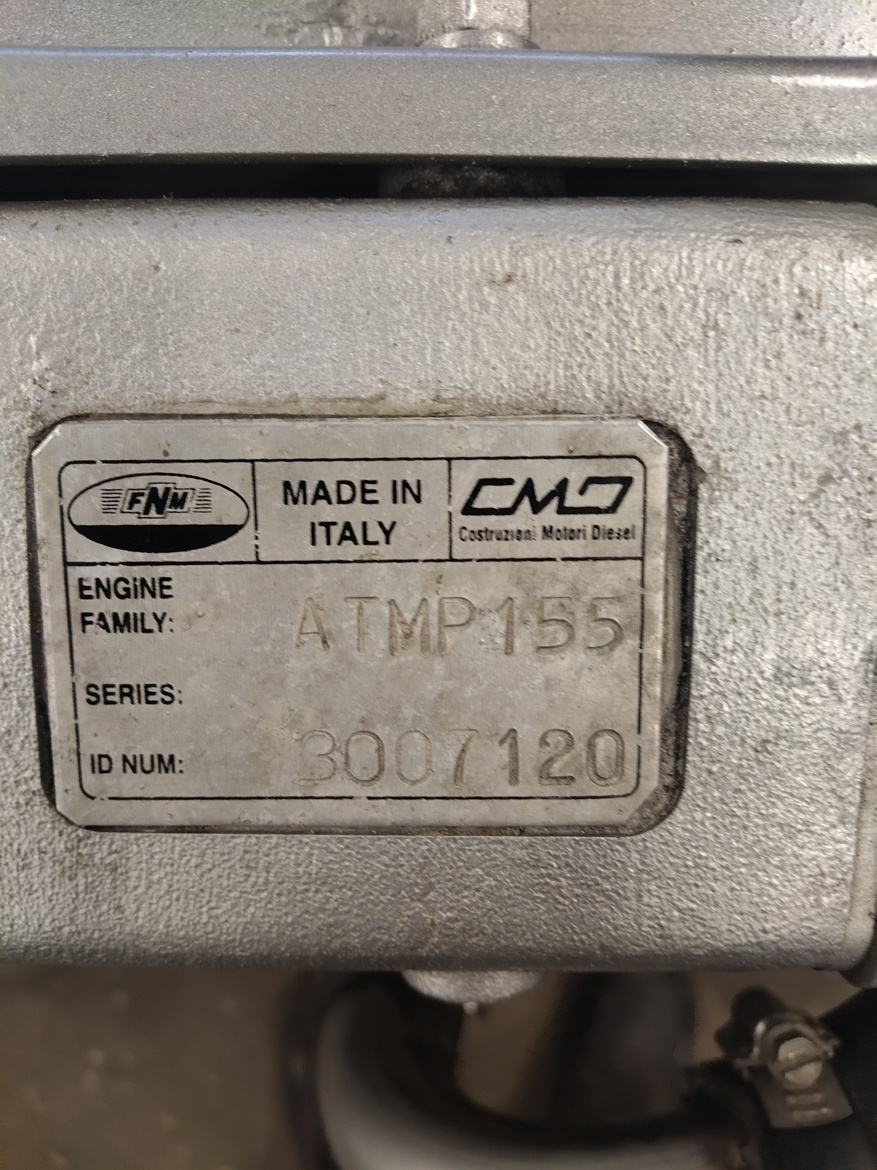 FNM
MADE IN
ITALY
CMD
Costruzioni Motori Diesel
ENGINE
FAMILY: ATMP155
SERIES:
ID NUM: 3007120